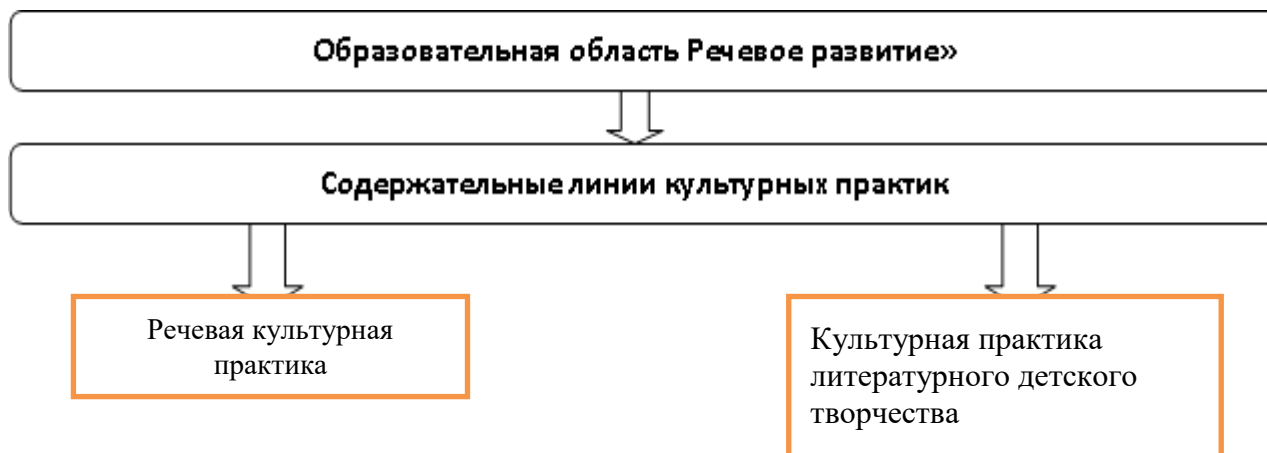 Образовательная область Речевое развитие»
Содержательные линии культурных практик
Речевая культурная
практика
Культурная практика
литературного детского
творчества